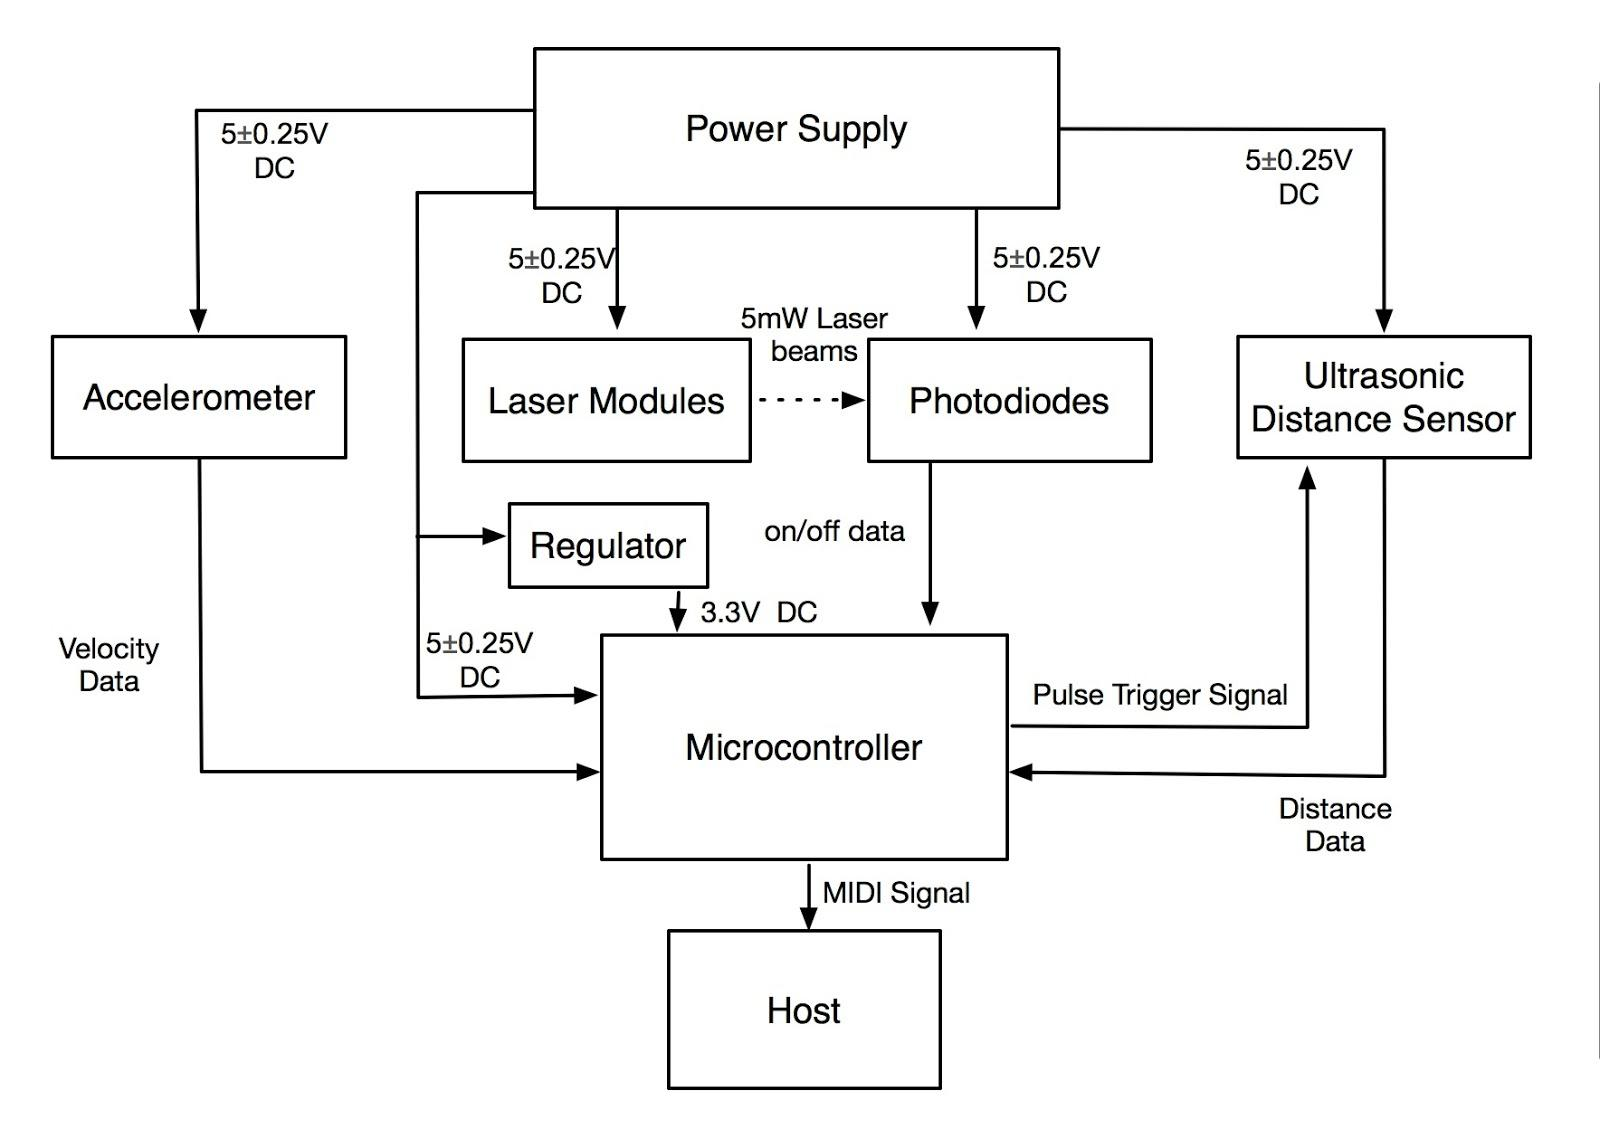 Power Supply
5±0.25V
DC
5±0.25V
DC
5±0.25V
DC
5±0.25V
DC
5mW Laser
beams
Accelerometer
Laser Modules
Photodiodes
Ultrasonic
Distance Sensor
Regulator
on/off data
3.3V DC
5±0.25V
DC
Velocity
Data
Pulse Trigger Signal
Microcontroller
Distance
Data
MIDI Signal
Host